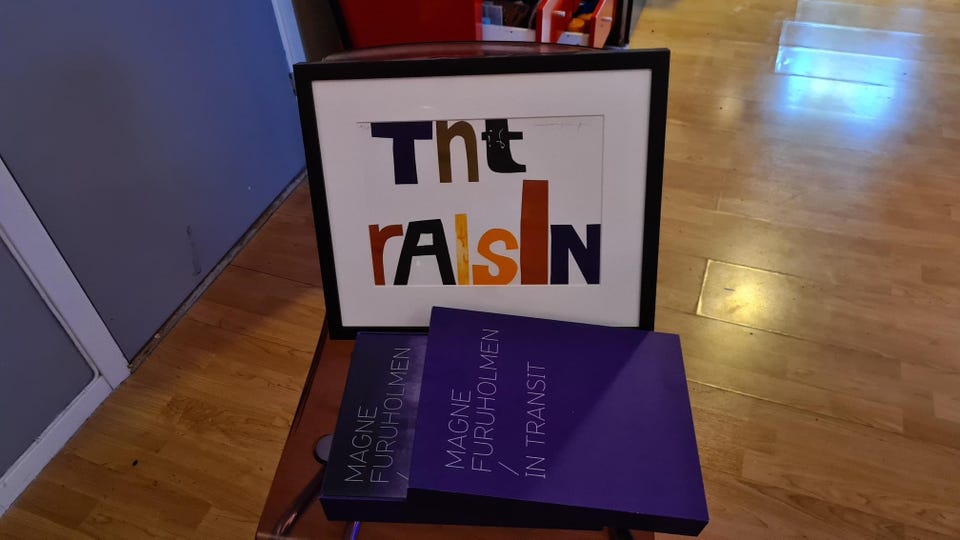 Tnt
rAIsIN
MAGNE
FURUHOLMEN
/
MAGNE
FURUHOLMEN
/
IN TRANSIT